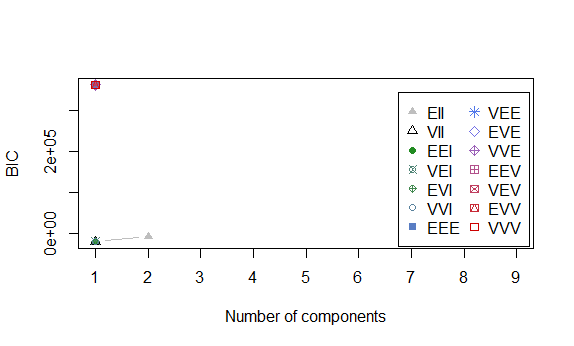 BIC
0e+00 2e+05
EII VEE
VII EVE
EEI VVE
VEI EEV
EVI VEV
VVI EVV
EEE VVV
1 2 3 4 5 6 7 8 9
Number of components